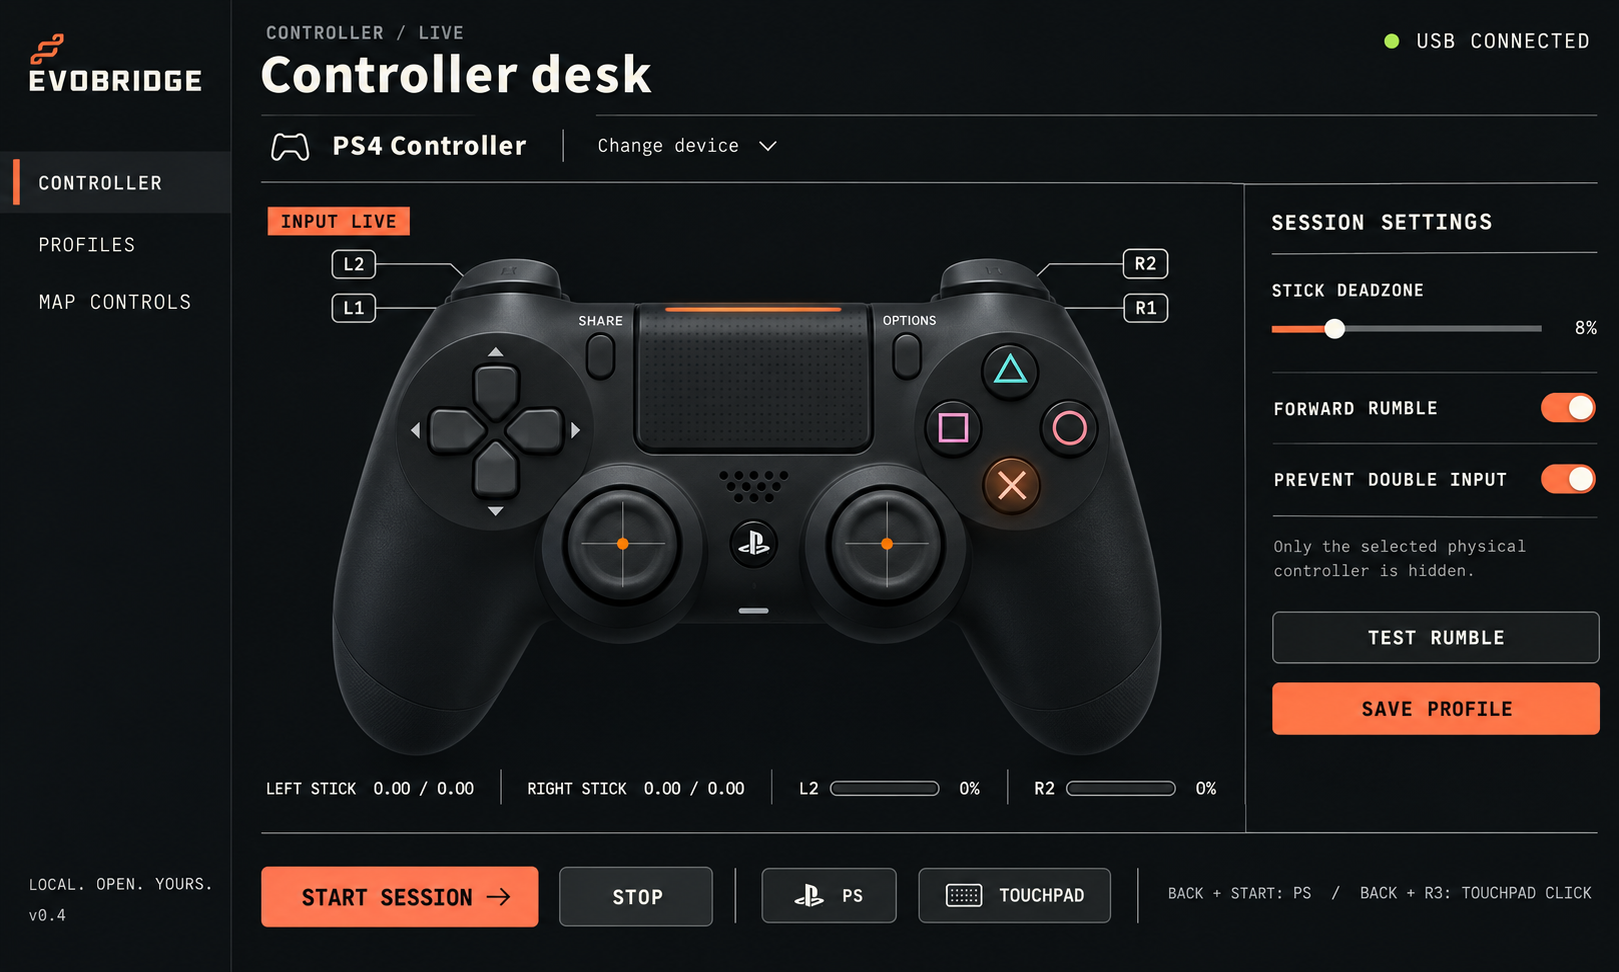 EVOBRIDGE
CONTROLLER
PROFILES
MAP CONTROLS
LOCAL. OPEN. YOURS.
v0.4
CONTROLLER / LIVE
Controller desk
USB CONNECTED
PS4 Controller
Change device
INPUT LIVE
L2
L1
R2
R1
SHARE
OPTIONS
LEFT STICK 0.00 / 0.00
RIGHT STICK 0.00 / 0.00
L2 0%
R2 0%
SESSION SETTINGS
STICK DEADZONE
8%
FORWARD RUMBLE
PREVENT DOUBLE INPUT
Only the selected physical
controller is hidden.
TEST RUMBLE
SAVE PROFILE
START SESSION →
STOP
PS
TOUCHPAD
BACK + START: PS / BACK + R3: TOUCHPAD CLICK